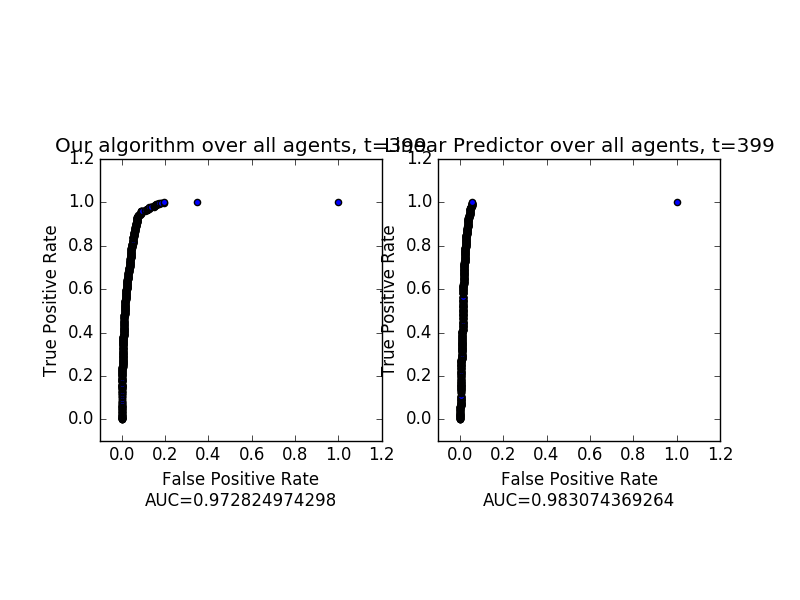 Our algorithm over all agents, t=399
Linear Predictor over all agents, t=399
1.2
1.0
0.8
0.6
0.4
0.2
0.0
True Positive Rate
0.0 0.2 0.4 0.6 0.8 1.0 1.2
False Positive Rate
AUC=0.972824974298
1.2
1.0
0.8
0.6
0.4
0.2
0.0
True Positive Rate
0.0 0.2 0.4 0.6 0.8 1.0 1.2
False Positive Rate
AUC=0.983074369264